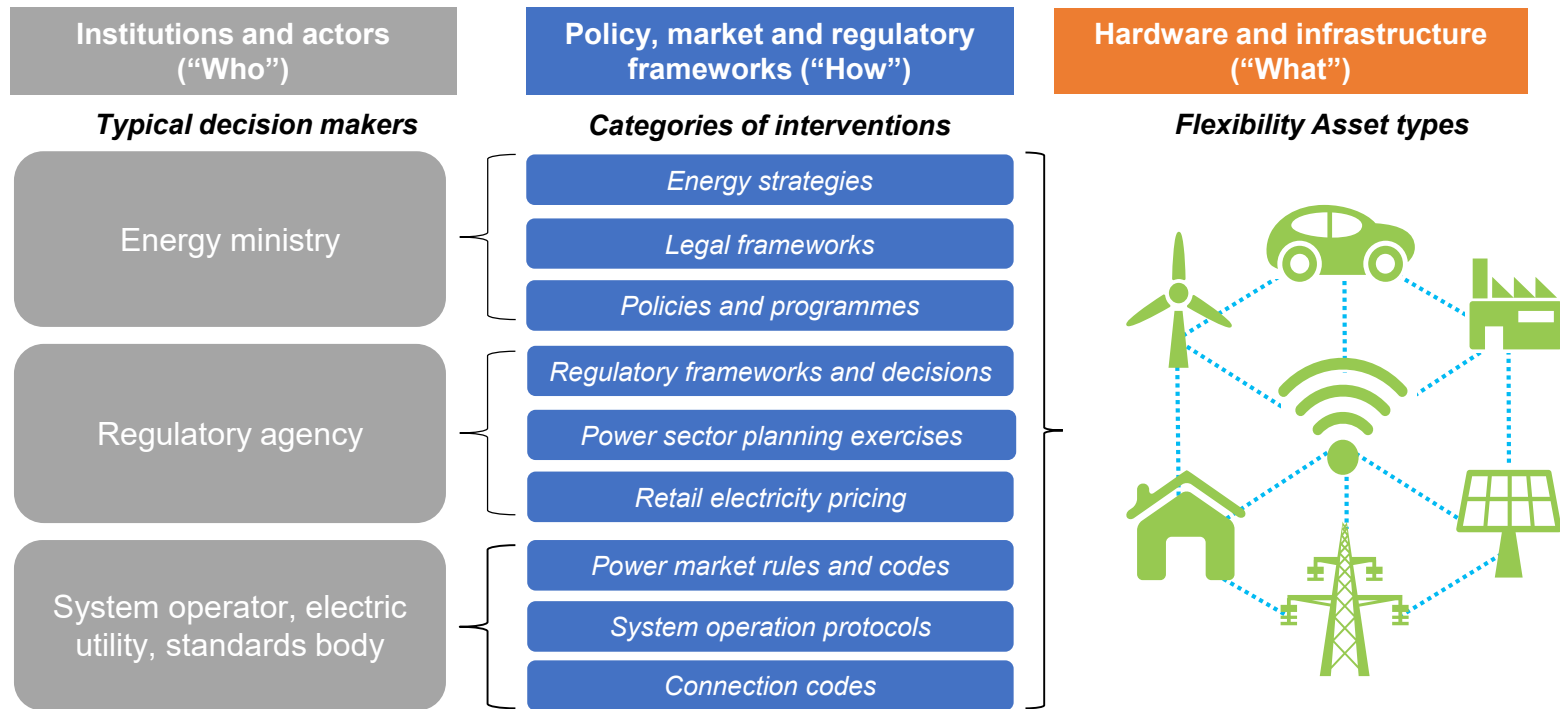 Institutions and actors
(“Who”)
Policy, market and regulatory
frameworks (“How”)
Hardware and infrastructure
(“What”)
Typical decision makers
Categories of interventions
Flexibility Asset types
Energy ministry
Energy strategies
Legal frameworks
Policies and programmes
Regulatory agency
Regulatory frameworks and decisions
Power sector planning exercises
Retail electricity pricing
System operator, electric
utility, standards body
Power market rules and codes
System operation protocols
Connection codes